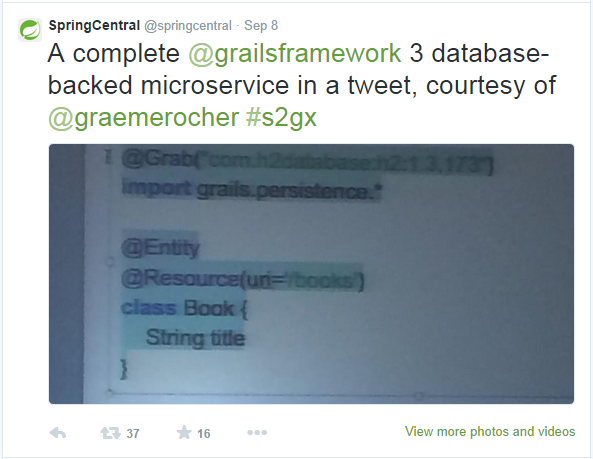 SpringCentral @springcentral · Sep 8
A complete @grailsframework 3 database-
backed microservice in a tweet, courtesy of
@graemerocher #s2gx
@Grab("com.h2database:h2:1.3.173")
import grails.persistence.*
@Entity
@Resource(uri='/books')
class Book {
String title
}
37 16 View more photos and videos